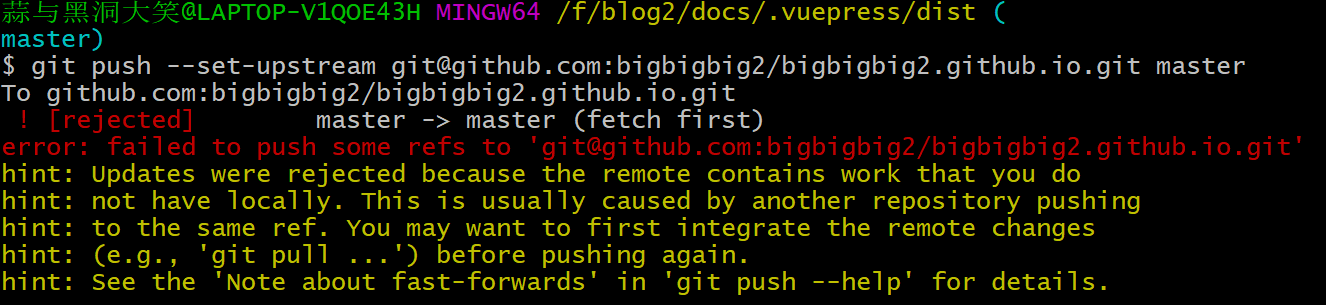 蒜与黑洞大笑@LAPTOP-V1QOE43H MINGW64 /f/blog2/docs/.vuepress/dist (
master)
$ git push --set-upstream git@github.com:bigbigbig2/bigbigbig2.github.io.git master
To github.com:bigbigbig2/bigbigbig2.github.io.git
 ! [rejected]        master -> master (fetch first)
error: failed to push some refs to 'git@github.com:bigbigbig2/bigbigbig2.github.io.git'
hint: Updates were rejected because the remote contains work that you do
hint: not have locally. This is usually caused by another repository pushing
hint: to the same ref. You may want to first integrate the remote changes
hint: (e.g., 'git pull ...') before pushing again.
hint: See the 'Note about fast-forwards' in 'git push --help' for details.